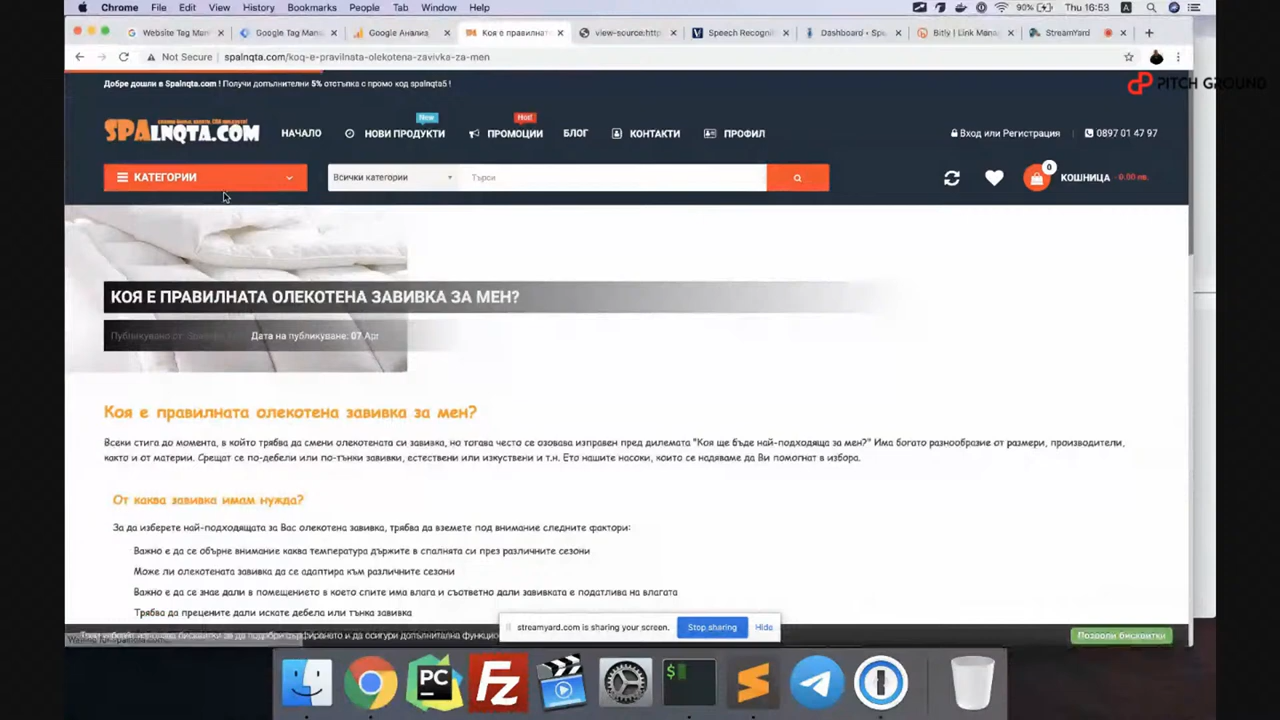 Chrome File Edit View History Bookmarks People Tab Window Help 90% Thu 16:53 A
Website Tag Man Google Tag Mana Google Анализ Коя е правилнат view-source:http Speech Recogni Dashboard - Bitly | Link Manag StreamYard
Not Secure | spalnqta.com/koq-e-pravilnata-olekotena-zavivka-za-men
PITCH GROUND
Добре дошли в Spalnqta.com ! Получи допълнителни 5% отстъпка с промо код spalnqta5 !
New Hot!
SPALNQTA.COM НАЧАЛО НОВИ ПРОДУКТИ ПРОМОЦИИ БЛОГ КОНТАКТИ ПРОФИЛ Вход или Регистрация 0897 01 47 97
КАТЕГОРИИ Всички категории Търси 0 КОШНИЦА - 0.00 лв.
КОЯ Е ПРАВИЛНАТА ОЛЕКОТЕНА ЗАВИВКА ЗА МЕН?
Публикувано от: Дата на публикуване: 07 Apr
Коя е правилната олекотена завивка за мен?
Всеки стига до момента, в който трябва да смени олекотената си завивка, но тогава често се озовава изправен пред дилемата "Коя ще бъде най-подходяща за мен?" Има богато разнообразие от размери, производители,
както и от материи. Срещат се по-дебели или по-тънки завивки, естествени или изкуствени и т.н. Ето нашите насоки, които се надяваме да Ви помогнат в избора.
От каква завивка имам нужда?
За да изберете най-подходящата за Вас олекотена завивка, трябва да вземете под внимание следните фактори:
Важно е да се обърне внимание каква температура държите в спалнята си през различните сезони
Може ли олекотената завивка да се адаптира към различните сезони
Важно е да се знае дали в помещението в което спите има влага и съответно дали завивката е податлива на влагата
Трябва да прецените дали искате дебела или тънка завивка
streamyard.com is sharing your screen. Stop sharing Hide
Позволи бисквитки
PC